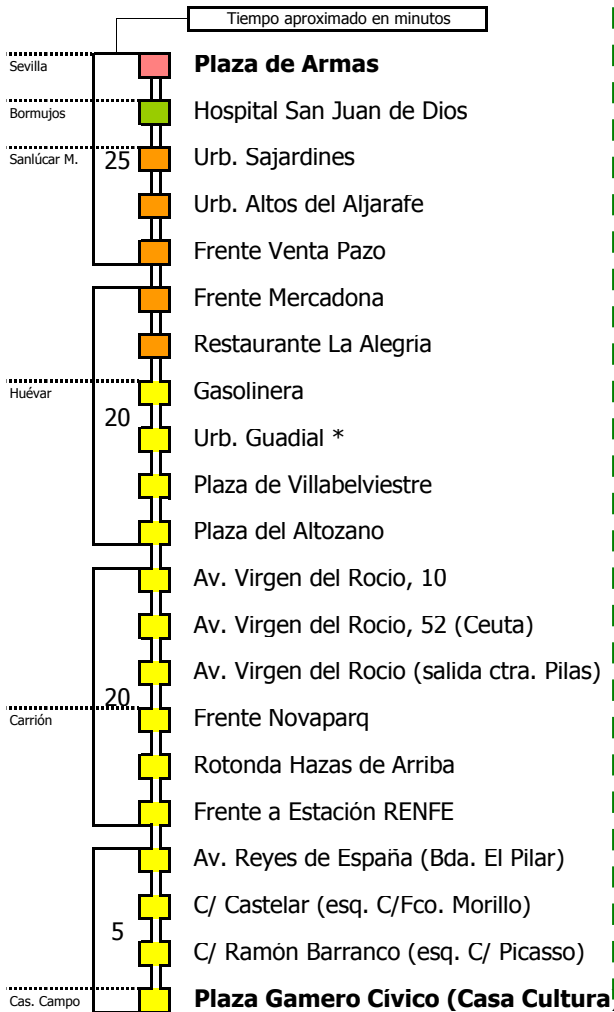 Tiempo aproximado en minutos
Sevilla
Plaza de Armas
Bormujos
Hospital San Juan de Dios
Sanlúcar M.
25
Urb. Sajardines
Urb. Altos del Aljarafe
Frente Venta Pazo
Frente Mercadona
Restaurante La Alegria
Huévar
Gasolinera
20
Urb. Guadial *
Plaza de Villabelviestre
Plaza del Altozano
Av. Virgen del Rocio, 10
Av. Virgen del Rocio, 52 (Ceuta)
Av. Virgen del Rocio (salida ctra. Pilas)
20
Carrión
Frente Novaparq
Rotonda Hazas de Arriba
Frente a Estación RENFE
Av. Reyes de España (Bda. El Pilar)
C/ Castelar (esq. C/Fco. Morillo)
5
C/ Ramón Barranco (esq. C/ Picasso)
Cas. Campo
Plaza Gamero Cívico (Casa Cultura